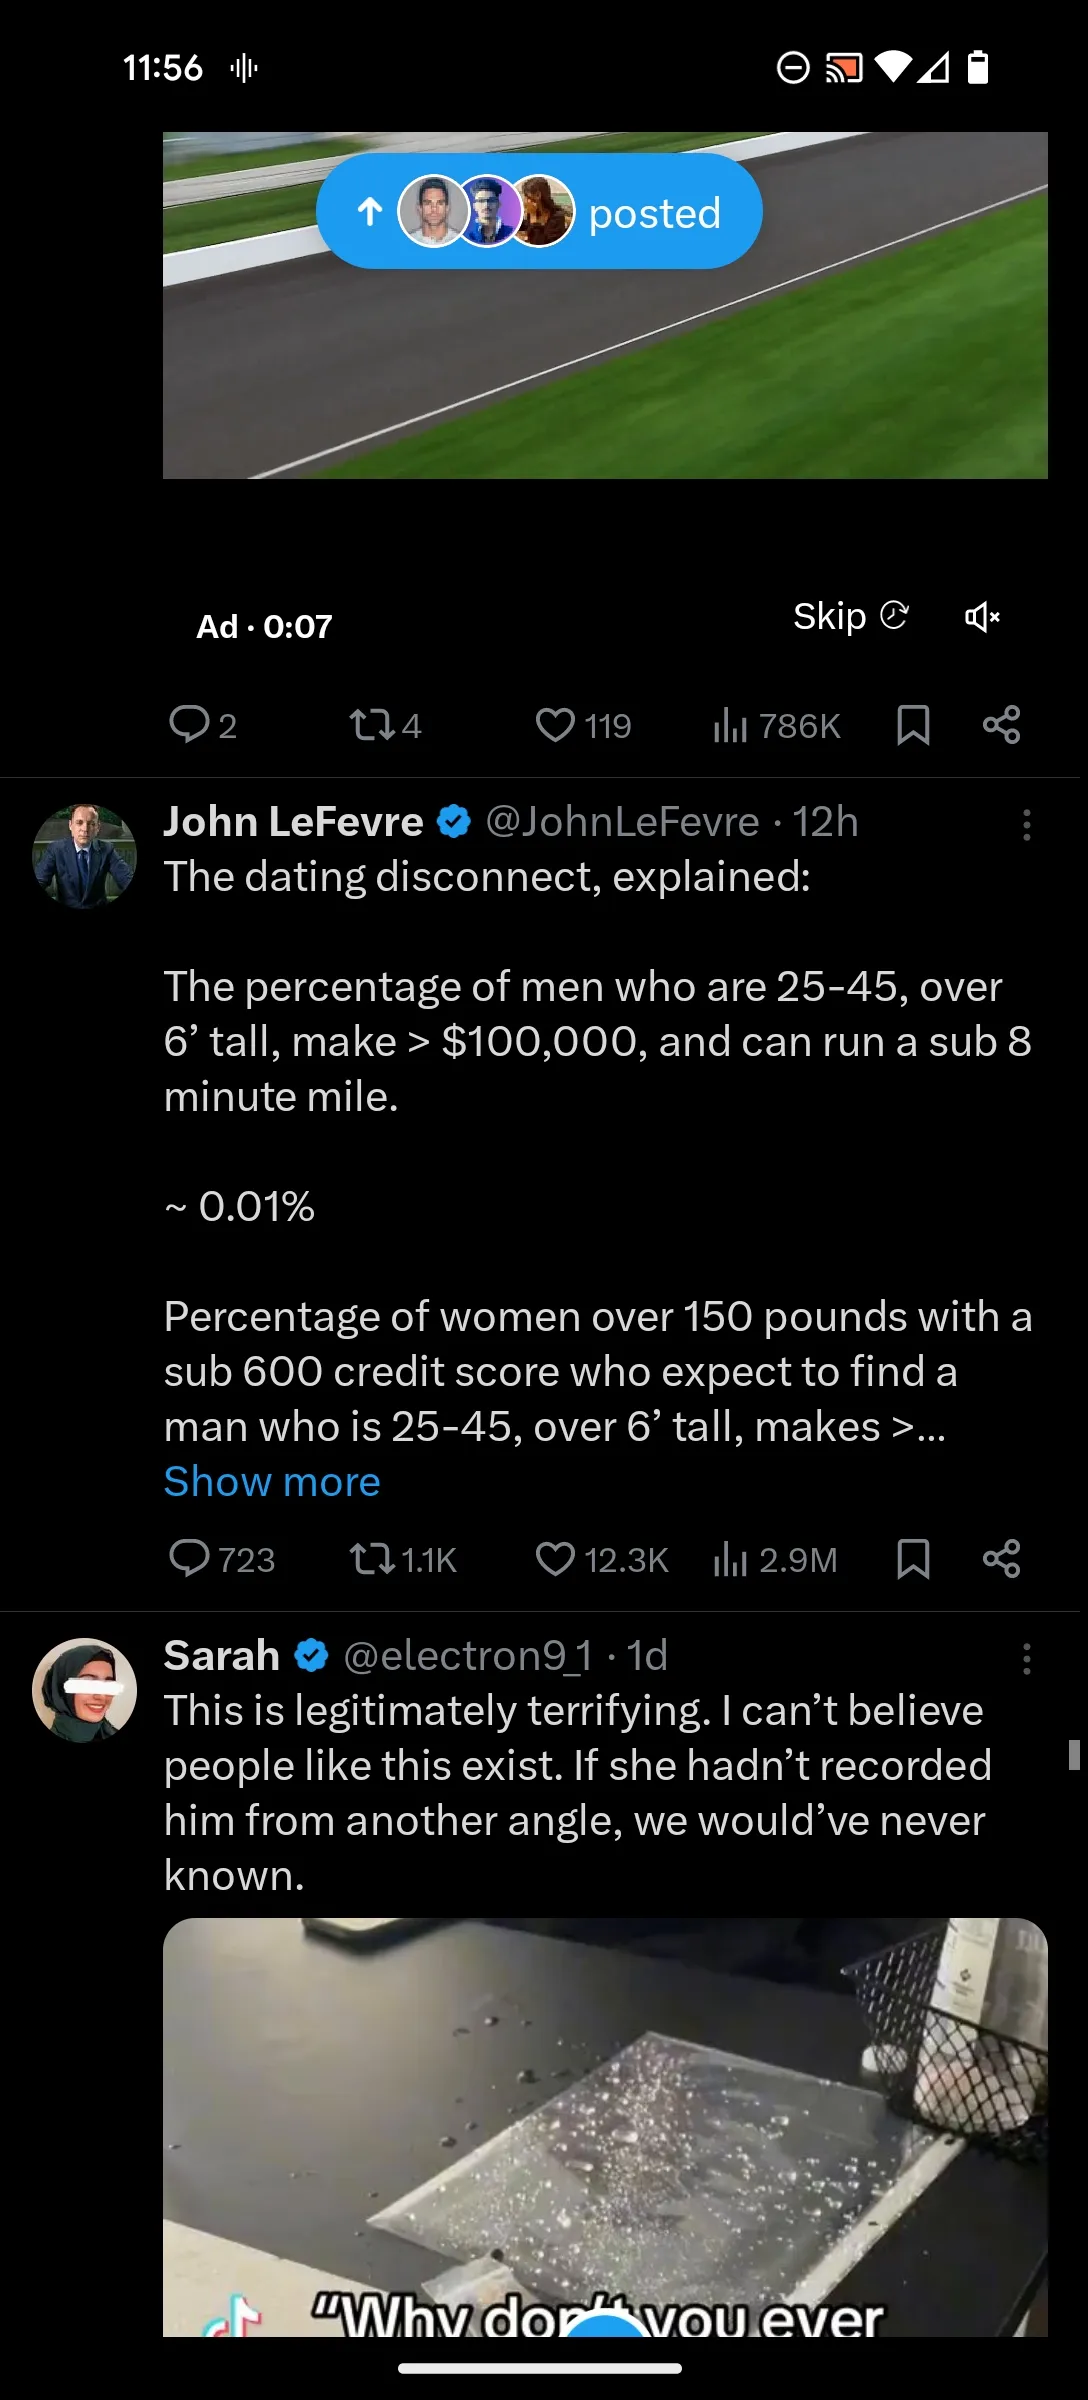 11:56
posted
Ad · 0:07
Skip
2
4
119
786K
John LeFevre @JohnLeFevre · 12h
The dating disconnect, explained:
The percentage of men who are 25-45, over
6’ tall, make > $100,000, and can run a sub 8
minute mile.
~ 0.01%
Percentage of women over 150 pounds with a
sub 600 credit score who expect to find a
man who is 25-45, over 6’ tall, makes >...
Show more
723
1.1K
12.3K
2.9M
Sarah @electron9_1 · 1d
This is legitimately terrifying. I can’t believe
people like this exist. If she hadn’t recorded
him from another angle, we would’ve never
known.
“Why don't you ever